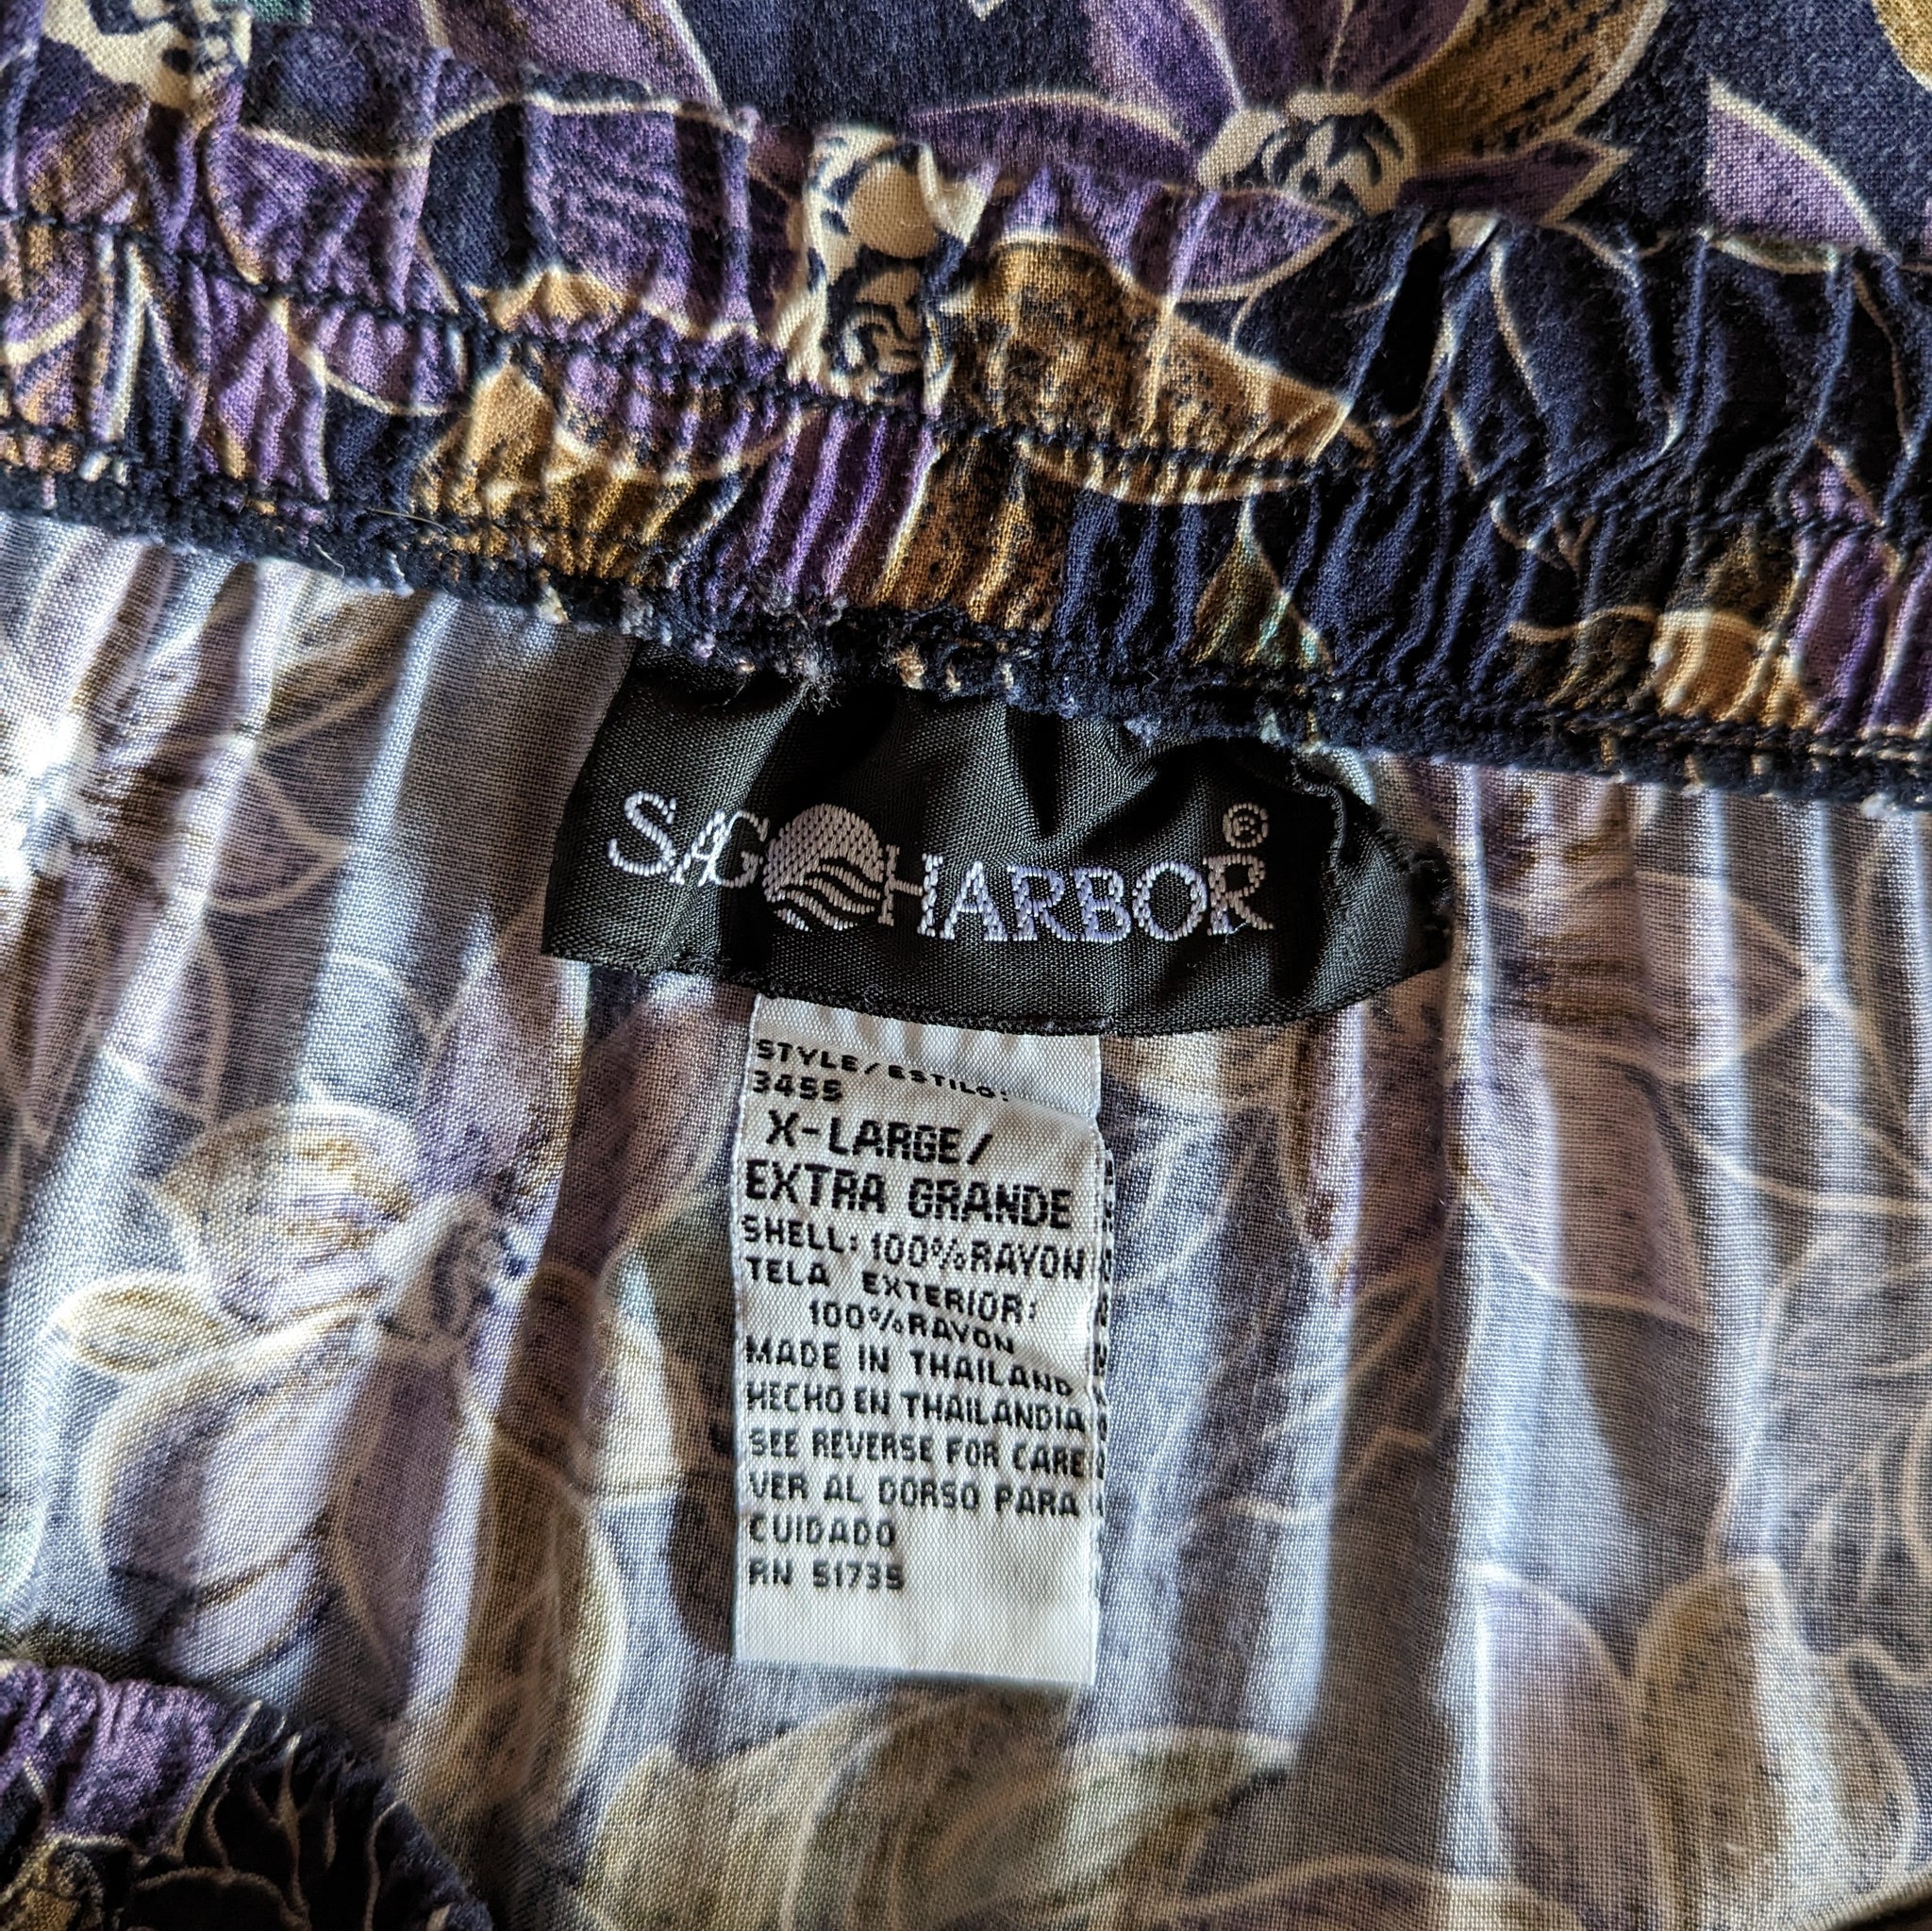 SAG HARBOR®
STYLE/ESTILO:
3455
X-LARGE/
EXTRA GRANDE
SHELL: 100%RAYON
TELA EXTERIOR:
100%RAYON
MADE IN THAILAND
HECHO EN THAILANDIA
SEE REVERSE FOR CARE
VER AL DORSO PARA
CUIDADO
RN 51735